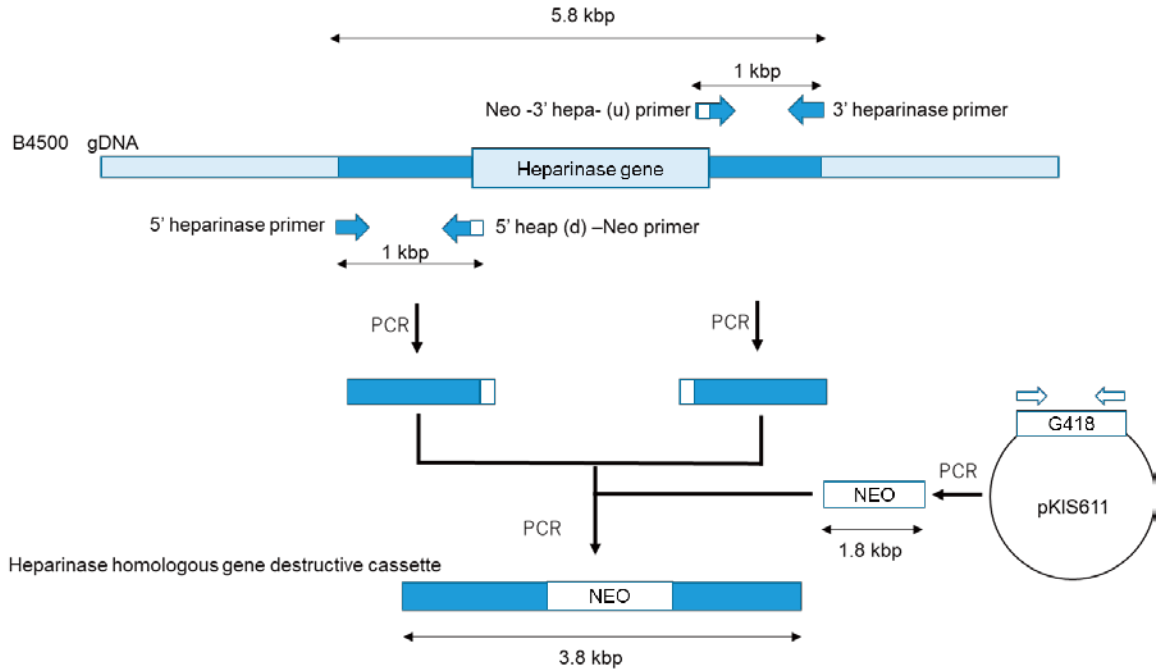 5.8 kbp
1 kbp
Neo -3' hepa- (u) primer
3' heparinase primer
B4500 gDNA
Heparinase gene
5' heparinase primer
5' heap (d) –Neo primer
1 kbp
PCR
PCR
G418
PCR
NEO
pKIS611
PCR
1.8 kbp
Heparinase homologous gene destructive cassette
NEO
3.8 kbp